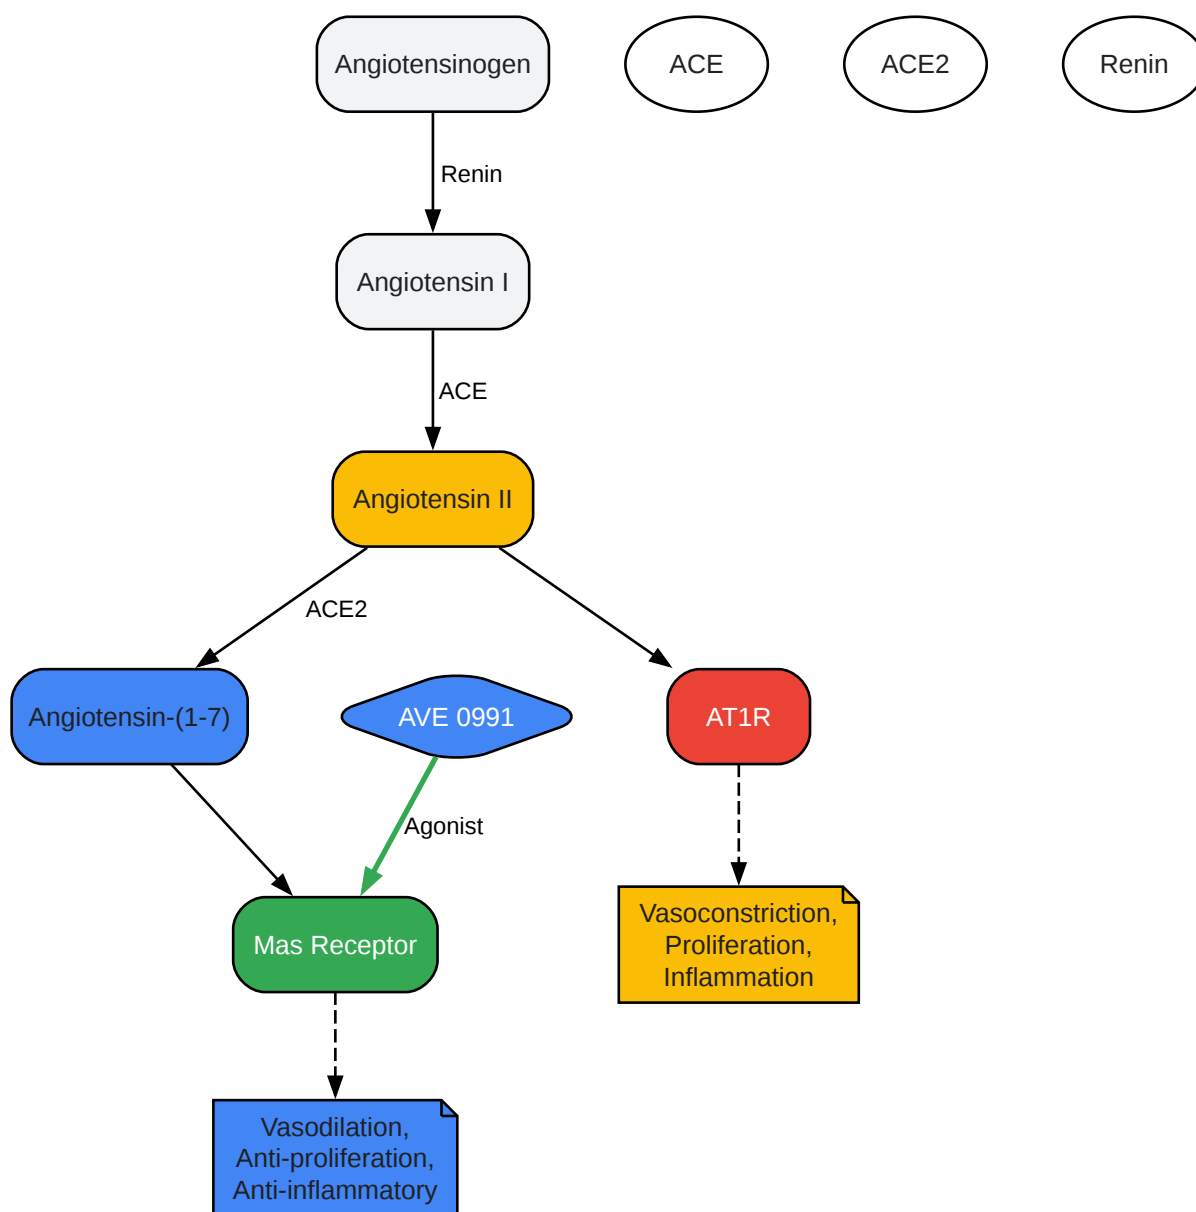 Angiotensinogen
ACE
ACE2
Renin
Renin
Angiotensin I
ACE
Angiotensin II
ACE2
Angiotensin-(1-7)
AVE 0991
AT1R
Agonist
Vasoconstriction,
Proliferation,
Inflammation
Mas Receptor
Vasodilation,
Anti-proliferation,
Anti-inflammatory